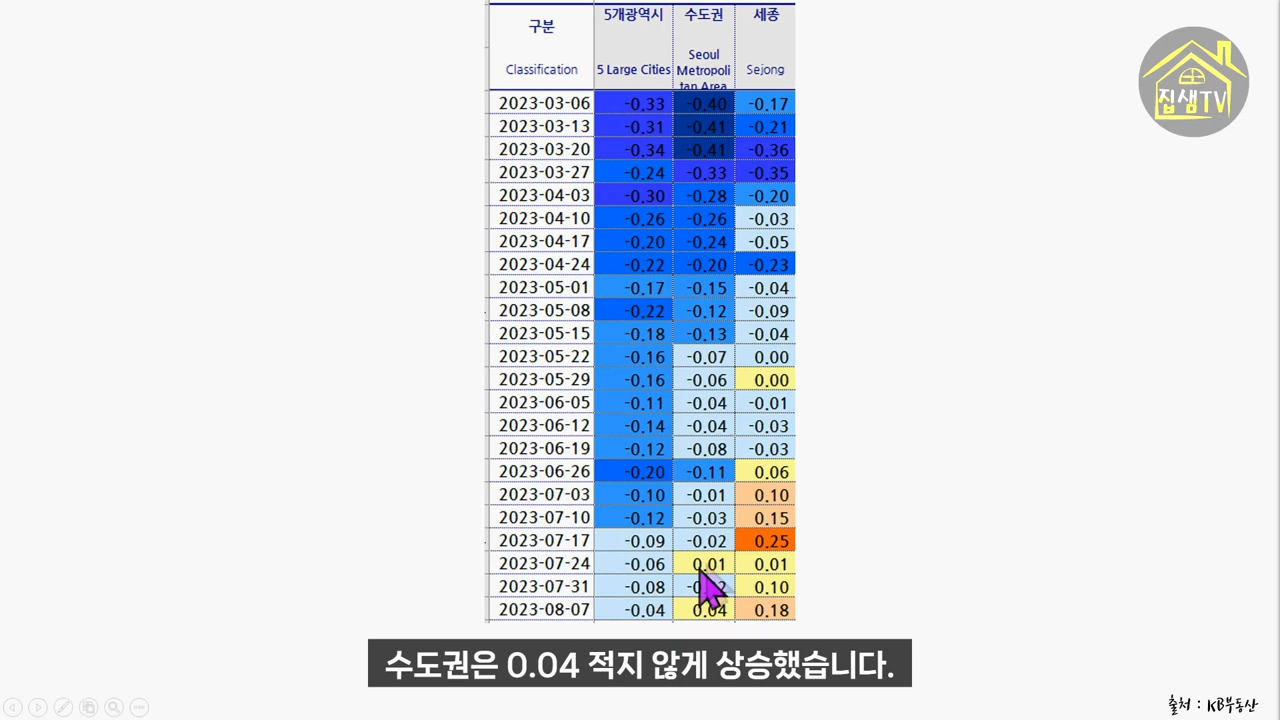 구분 5개광역시 수도권 세종
Classification 5 Large Cities Seoul Metropoli tan Area Sejong
2023-03-06 -0.33 -0.40 -0.17
2023-03-13 -0.31 -0.41 -0.21
2023-03-20 -0.34 -0.41 -0.36
2023-03-27 -0.24 -0.33 -0.35
2023-04-03 -0.30 -0.28 -0.20
2023-04-10 -0.26 -0.26 -0.03
2023-04-17 -0.20 -0.24 -0.05
2023-04-24 -0.22 -0.20 -0.23
2023-05-01 -0.17 -0.15 -0.04
2023-05-08 -0.22 -0.12 -0.09
2023-05-15 -0.18 -0.13 -0.04
2023-05-22 -0.16 -0.07 0.00
2023-05-29 -0.16 -0.06 0.00
2023-06-05 -0.11 -0.04 -0.01
2023-06-12 -0.14 -0.04 -0.03
2023-06-19 -0.12 -0.08 -0.03
2023-06-26 -0.20 -0.11 0.06
2023-07-03 -0.10 -0.01 0.10
2023-07-10 -0.12 -0.03 0.15
2023-07-17 -0.09 -0.02 0.25
2023-07-24 -0.06 0.01 0.01
2023-07-31 -0.08 0.10
2023-08-07 -0.04 0.04 0.18
집샘TV
수도권은 0.04 적지 않게 상승했습니다.
출처 : KB부동산